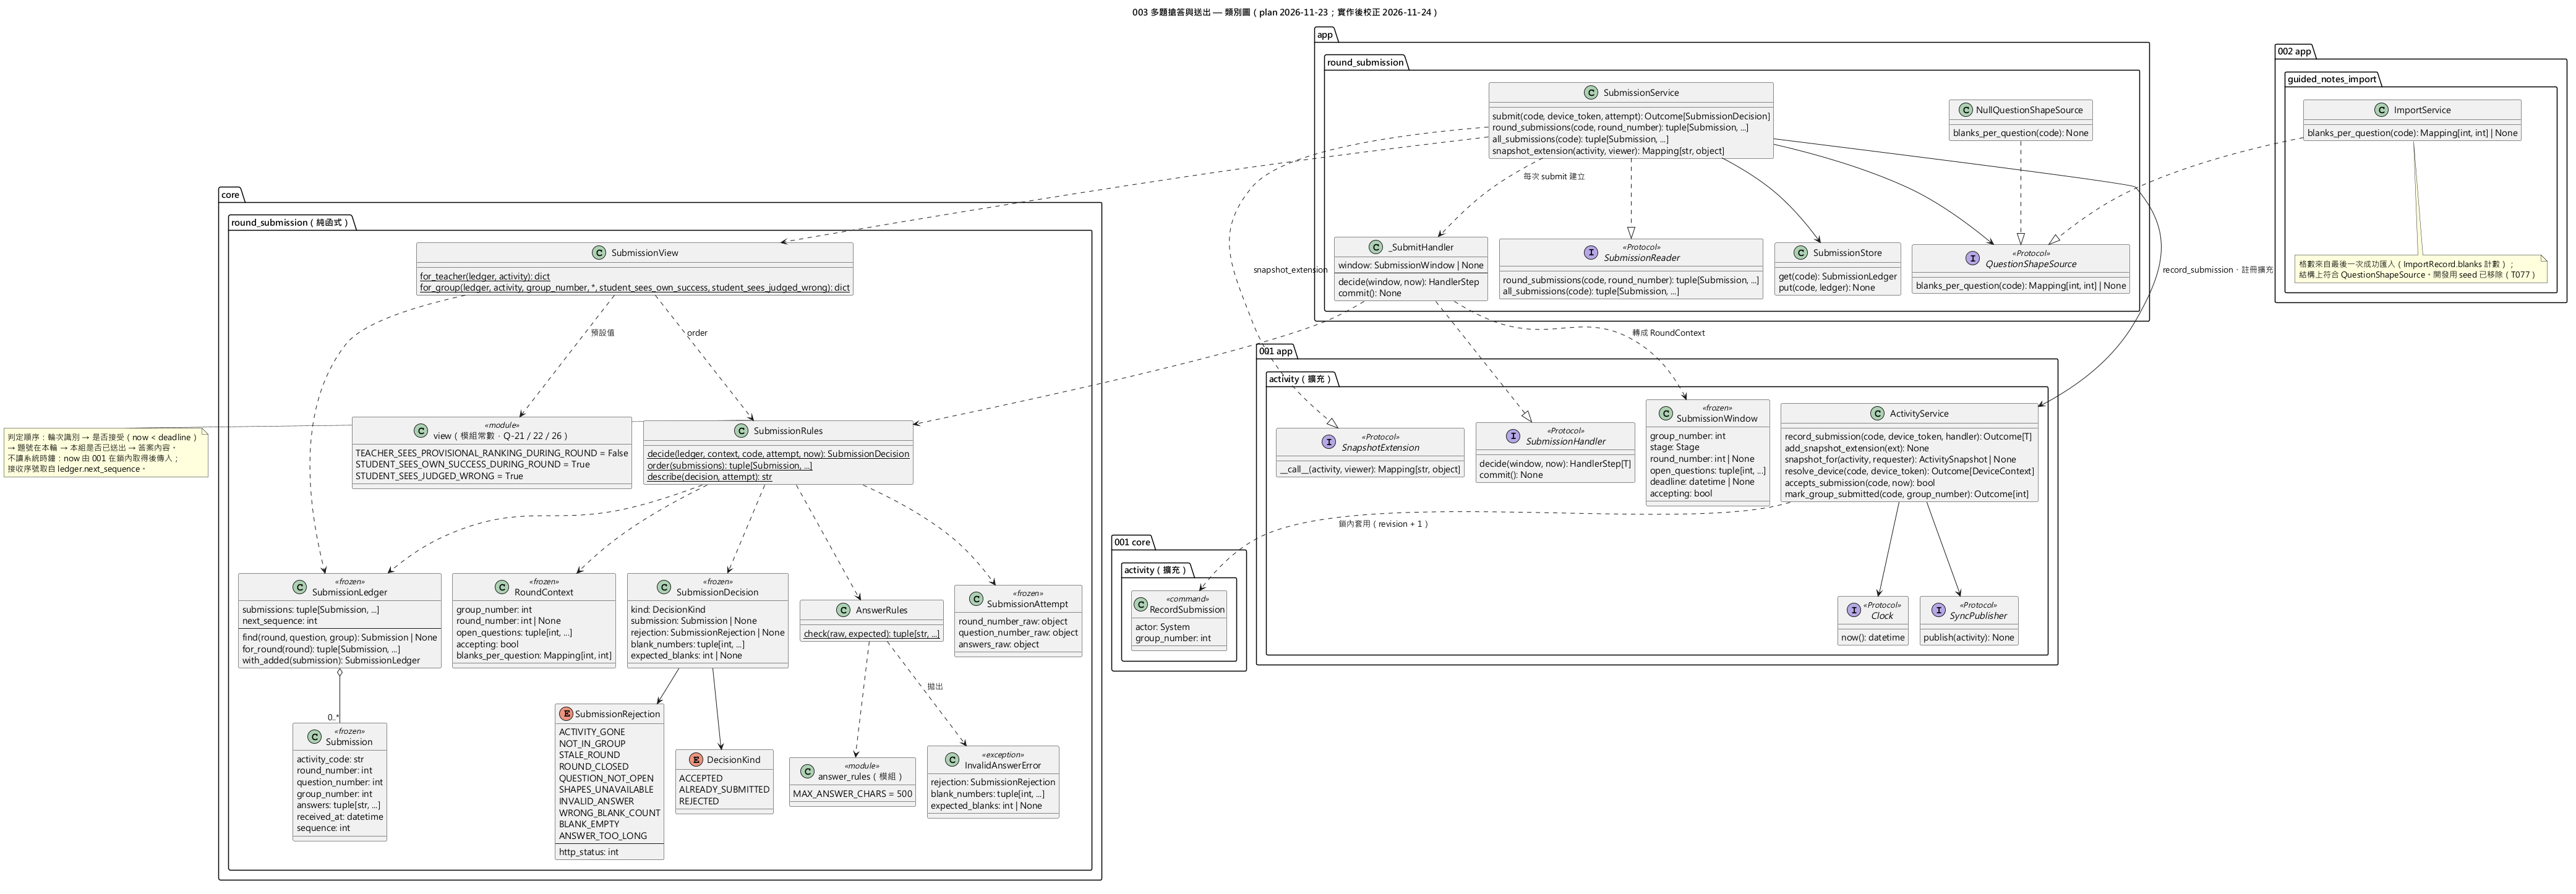 003 多題搶答與送出 — 類別圖（plan 2026-11-23；實作後校正 2026-11-24）
app
round_submission
SubmissionService
submit(code, device_token, attempt): Outcome[SubmissionDecision]
round_submissions(code, round_number): tuple[Submission, ...]
all_submissions(code): tuple[Submission, ...]
snapshot_extension(activity, viewer): Mapping[str, object]
NullQuestionShapeSource
blanks_per_question(code): None
每次 submit 建立
_SubmitHandler
window: SubmissionWindow | None
decide(window, now): HandlerStep
commit(): None
«Protocol»
SubmissionReader
round_submissions(code, round_number): tuple[Submission, ...]
all_submissions(code): tuple[Submission, ...]
SubmissionStore
get(code): SubmissionLedger
put(code, ledger): None
«Protocol»
QuestionShapeSource
blanks_per_question(code): Mapping[int, int] | None
002 app
guided_notes_import
ImportService
blanks_per_question(code): Mapping[int, int] | None
格數來自最後一次成功匯入（ImportRecord.blanks 計數）；
結構上符合 QuestionShapeSource。開發用 seed 已移除（T077）
snapshot_extension
record_submission、註冊擴充
轉成 RoundContext
core
round_submission（純函式）
SubmissionView
for_teacher(ledger, activity): dict
for_group(ledger, activity, group_number, *, student_sees_own_success, student_sees_judged_wrong): dict
預設值
order
判定順序：輪次識別 → 是否接受（now < deadline）
→ 題號在本輪 → 本組是否已送出 → 答案內容。
不讀系統時鐘：now 由 001 在鎖內取得後傳入；
接收序號取自 ledger.next_sequence。
«module»
view（模組常數，Q-21 / 22 / 26）
TEACHER_SEES_PROVISIONAL_RANKING_DURING_ROUND = False
STUDENT_SEES_OWN_SUCCESS_DURING_ROUND = True
STUDENT_SEES_JUDGED_WRONG = True
SubmissionRules
decide(ledger, context, code, attempt, now): SubmissionDecision
order(submissions): tuple[Submission, ...]
describe(decision, attempt): str
«frozen»
SubmissionLedger
submissions: tuple[Submission, ...]
next_sequence: int
find(round, question, group): Submission | None
for_round(round): tuple[Submission, ...]
with_added(submission): SubmissionLedger
«frozen»
RoundContext
group_number: int
round_number: int | None
open_questions: tuple[int, ...]
accepting: bool
blanks_per_question: Mapping[int, int]
«frozen»
SubmissionDecision
kind: DecisionKind
submission: Submission | None
rejection: SubmissionRejection | None
blank_numbers: tuple[int, ...]
expected_blanks: int | None
AnswerRules
check(raw, expected): tuple[str, ...]
«frozen»
SubmissionAttempt
round_number_raw: object
question_number_raw: object
answers_raw: object
拋出
0..*
«frozen»
Submission
activity_code: str
round_number: int
question_number: int
group_number: int
answers: tuple[str, ...]
received_at: datetime
sequence: int
SubmissionRejection
ACTIVITY_GONE
NOT_IN_GROUP
STALE_ROUND
ROUND_CLOSED
QUESTION_NOT_OPEN
SHAPES_UNAVAILABLE
INVALID_ANSWER
WRONG_BLANK_COUNT
BLANK_EMPTY
ANSWER_TOO_LONG
http_status: int
DecisionKind
ACCEPTED
ALREADY_SUBMITTED
REJECTED
«module»
answer_rules（模組）
MAX_ANSWER_CHARS = 500
«exception»
InvalidAnswerError
rejection: SubmissionRejection
blank_numbers: tuple[int, ...]
expected_blanks: int | None
001 app
activity（擴充）
«Protocol»
SnapshotExtension
__call__(activity, viewer): Mapping[str, object]
«Protocol»
SubmissionHandler
decide(window, now): HandlerStep[T]
commit(): None
«frozen»
SubmissionWindow
group_number: int
stage: Stage
round_number: int | None
open_questions: tuple[int, ...]
deadline: datetime | None
accepting: bool
ActivityService
record_submission(code, device_token, handler): Outcome[T]
add_snapshot_extension(ext): None
snapshot_for(activity, requester): ActivitySnapshot | None
resolve_device(code, device_token): Outcome[DeviceContext]
accepts_submission(code, now): bool
mark_group_submitted(code, group_number): Outcome[int]
鎖內套用（revision + 1）
«Protocol»
Clock
now(): datetime
«Protocol»
SyncPublisher
publish(activity): None
001 core
activity（擴充）
«command»
RecordSubmission
actor: System
group_number: int